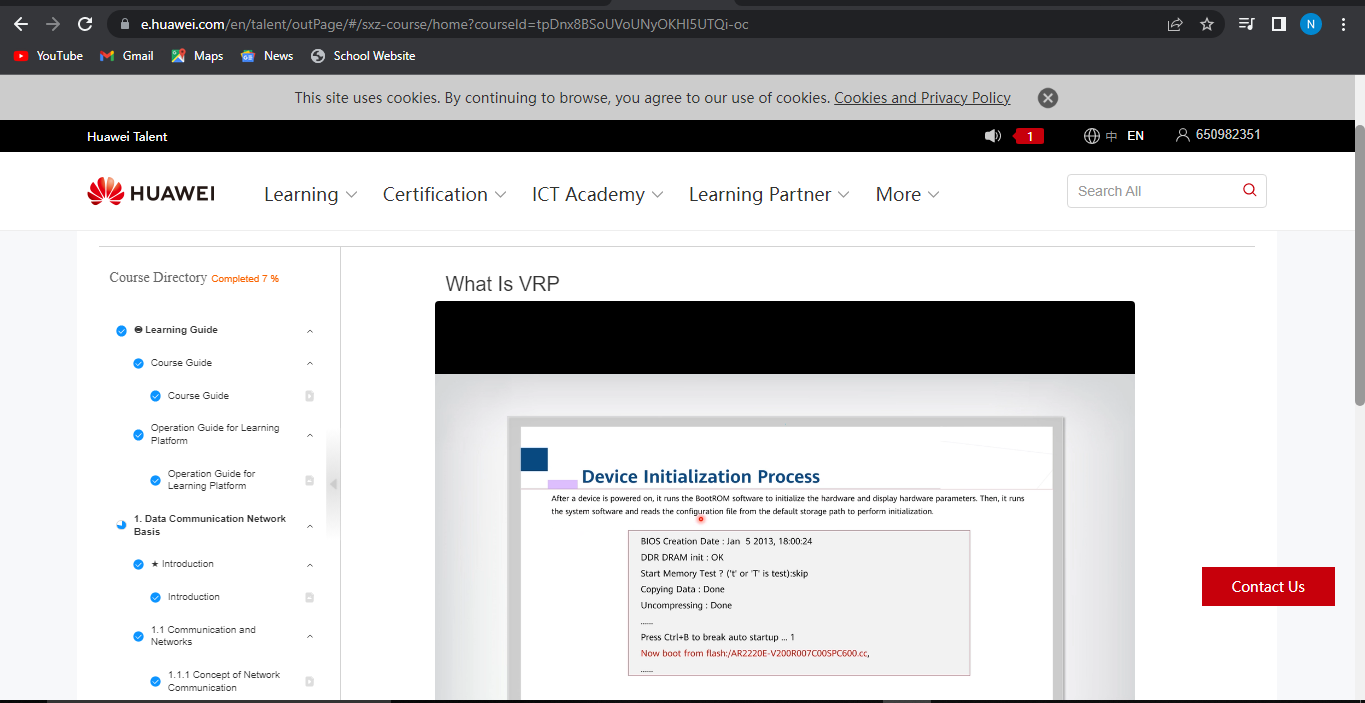 e.huawei.com/en/talent/outPage/#/sxz-course/home?courseId=tpDnx8BSoUVoUNyOKHI5UTQi-oc
N
YouTube
Gmail
Maps
News
School Website
This site uses cookies. By continuing to browse, you agree to our use of cookies. Cookies and Privacy Policy
Huawei Talent
1
中 EN
650982351
HUAWEI
Learning
Certification
ICT Academy
Learning Partner
More
Search All
Course Directory Completed 7 %
Learning Guide
Course Guide
Course Guide
Operation Guide for Learning
Platform
Operation Guide for
Learning Platform
1. Data Communication Network
Basis
★ Introduction
Introduction
1.1 Communication and
Networks
1.1.1 Concept of Network
Communication
What Is VRP
Device Initialization Process
After a device is powered on, it runs the BootROM software to initialize the hardware and display hardware parameters. Then, it runs
the system software and reads the configuration file from the default storage path to perform initialization.
BIOS Creation Date : Jan 5 2013, 18:00:24
DDR DRAM init : OK
Start Memory Test ? ('t' or 'T' is test):skip
Copying Data : Done
Uncompressing : Done
......
Press Ctrl+B to break auto startup ... 1
Now boot from flash:/AR2220E-V200R007C00SPC600.cc,
......
Contact Us